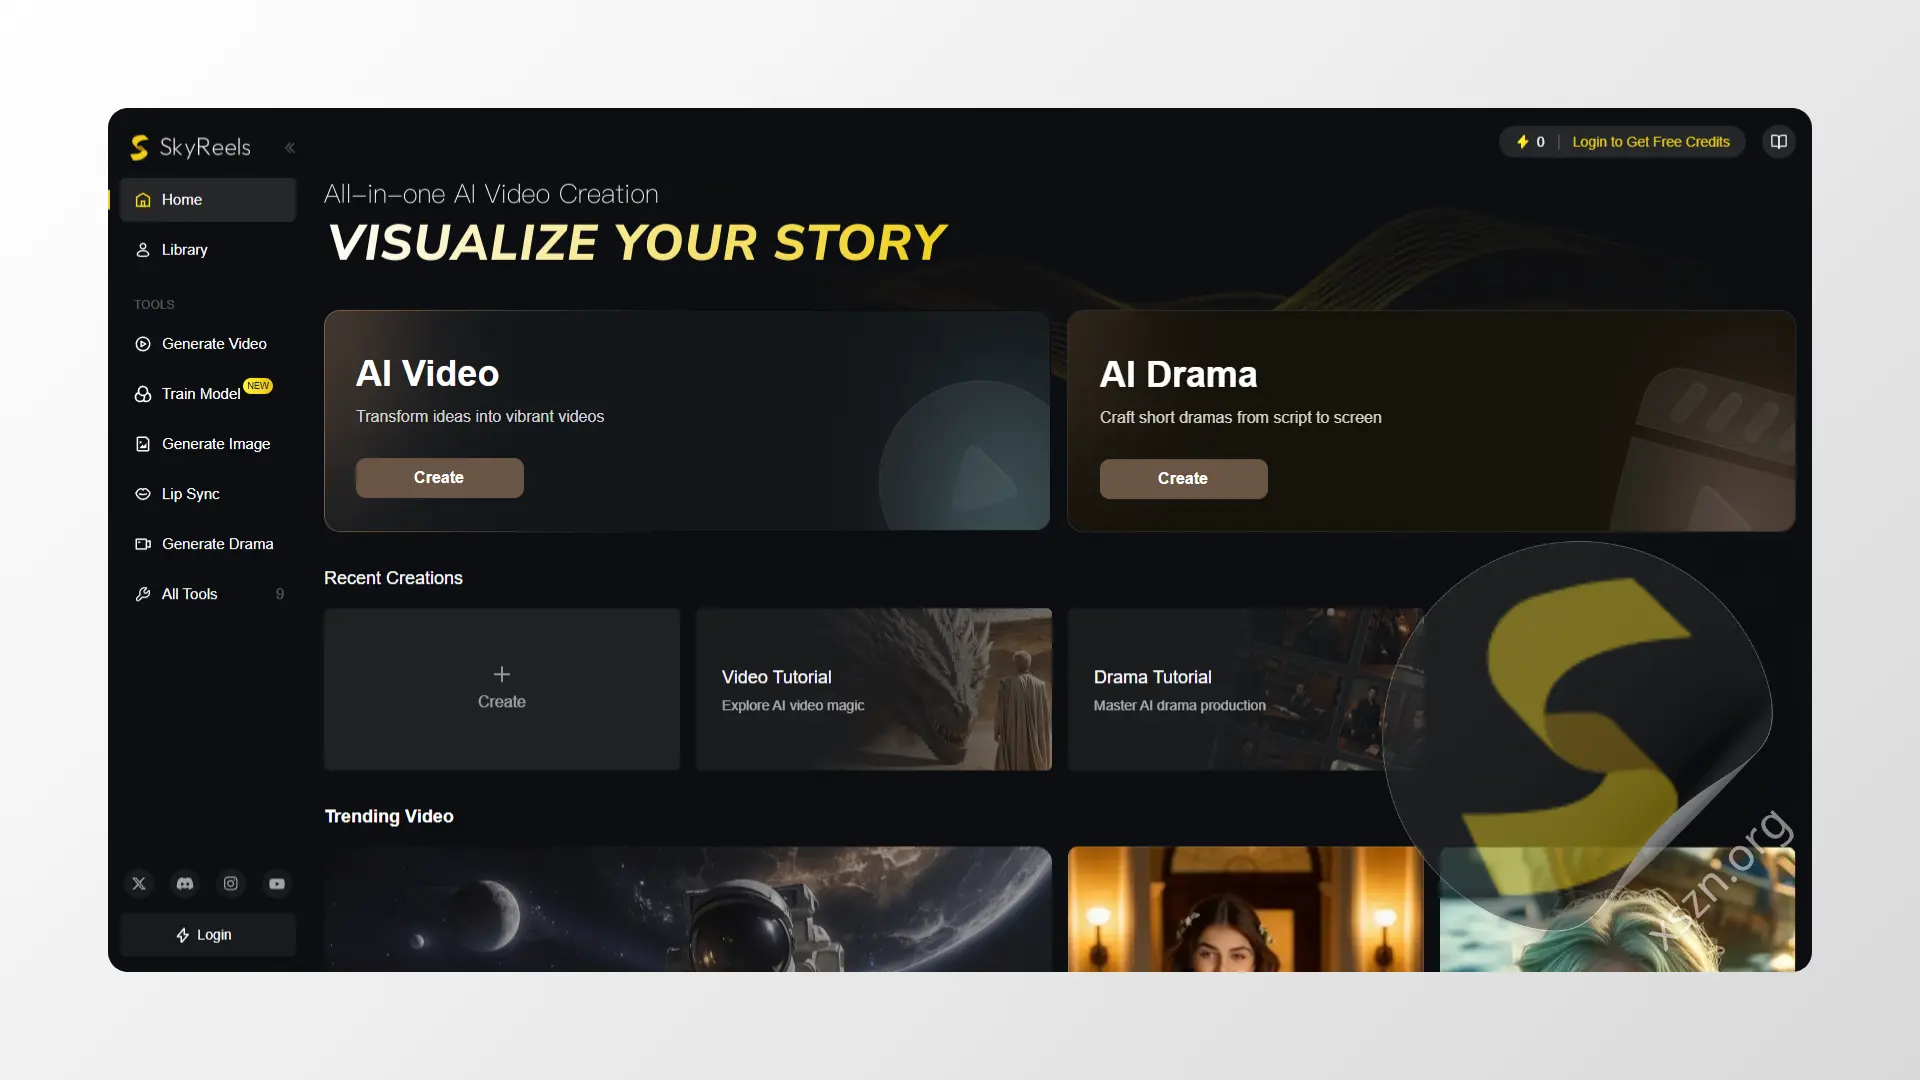 SkyReels
0 | Login to Get Free Credits
Home
Library
TOOLS
Generate Video
Train Model NEW
Generate Image
Lip Sync
Generate Drama
All Tools 9
Login
All-in-one AI Video Creation
VISUALIZE YOUR STORY
AI Video
Transform ideas into vibrant videos
Create
AI Drama
Craft short dramas from script to screen
Create
Recent Creations
Create
Video Tutorial
Explore AI video magic
Drama Tutorial
Master AI drama production
Trending Video
xszn.org